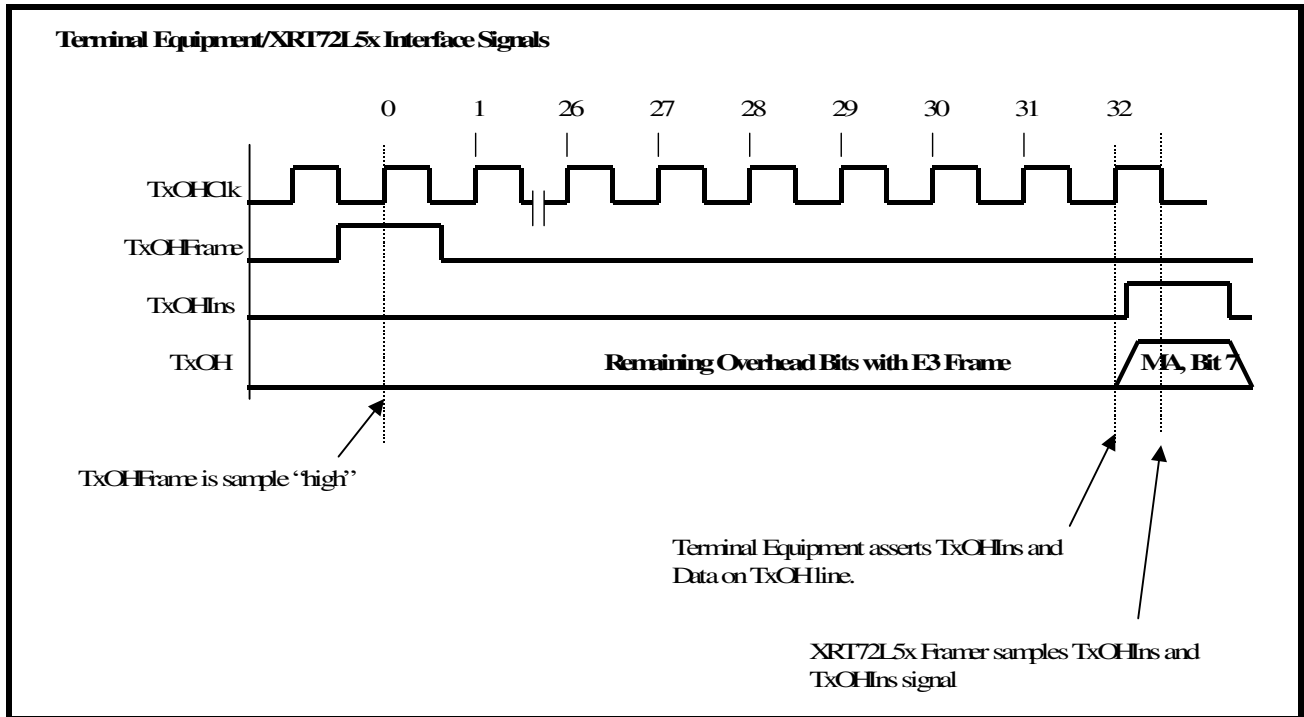 Terminal Equipment/XRT72L5x Interface Signals
0 1 26 27 28 29 30 31 32
TxOHClk
TxOHFrame
TxOHIns
TxOH
Remaining Overhead Bits with E3 Frame
MA, Bit 7
TxOHFrame is sample “high”
Terminal Equipment asserts TxOHIns and
Data on TxOH line.
XRT72L5x Framer samples TxOHIns and
TxOHIns signal